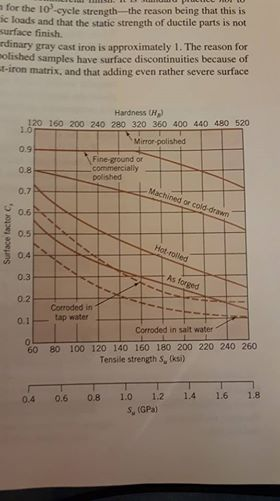 for the 10³-cycle strength—the reason being that this is
ic loads and that the static strength of ductile parts is not
surface finish.
rdinary gray cast iron is approximately 1. The reason for
polished samples have surface discontinuities because of
st-iron matrix, and that adding even rather severe surface
Hardness (H_B)
120 160 200 240 280 320 360 400 440 480 520
1.0
Mirror-polished
0.9
Fine-ground or
commercially
polished
0.8
Machined or cold-drawn
0.7
0.6
0.5
Surface factor C_s
Hot-rolled
0.4
0.3
As forged
0.2
Corroded in
tap water
0.1
Corroded in salt water
0
60 80 100 120 140 160 180 200 220 240 260
Tensile strength S_u (ksi)
0.4 0.6 0.8 1.0 1.2 1.4 1.6 1.8
S_u (GPa)